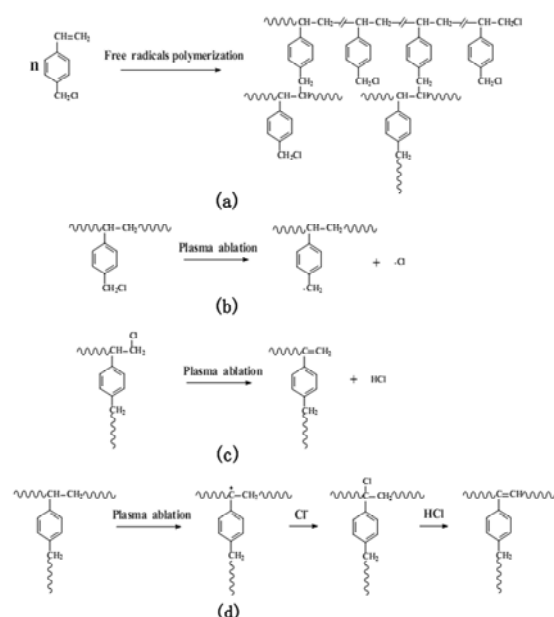 CH=CH₂
n
Free radicals polymerization
CH₂Cl
CH-CH₂ CH-CH₂ CH-CH₂ CH-CH₂Cl
CH₂ CH₂Cl CH₂ CH₂Cl
CH-CH CH-CH
CH₂Cl CH₂
(a)
CH-CH₂ CH-CH₂
Plasma ablation
+ .Cl
CH₂Cl .CH₂
(b)
Cl
CH-CH₂ C=CH₂
Plasma ablation
+ HCl
CH₂ CH₂
(c)
Cl
CH-CH₂ C-CH₂ C-CH₂ C=CH
Plasma ablation Cl HCl
CH₂ CH₂ CH₂ CH₂
(d)